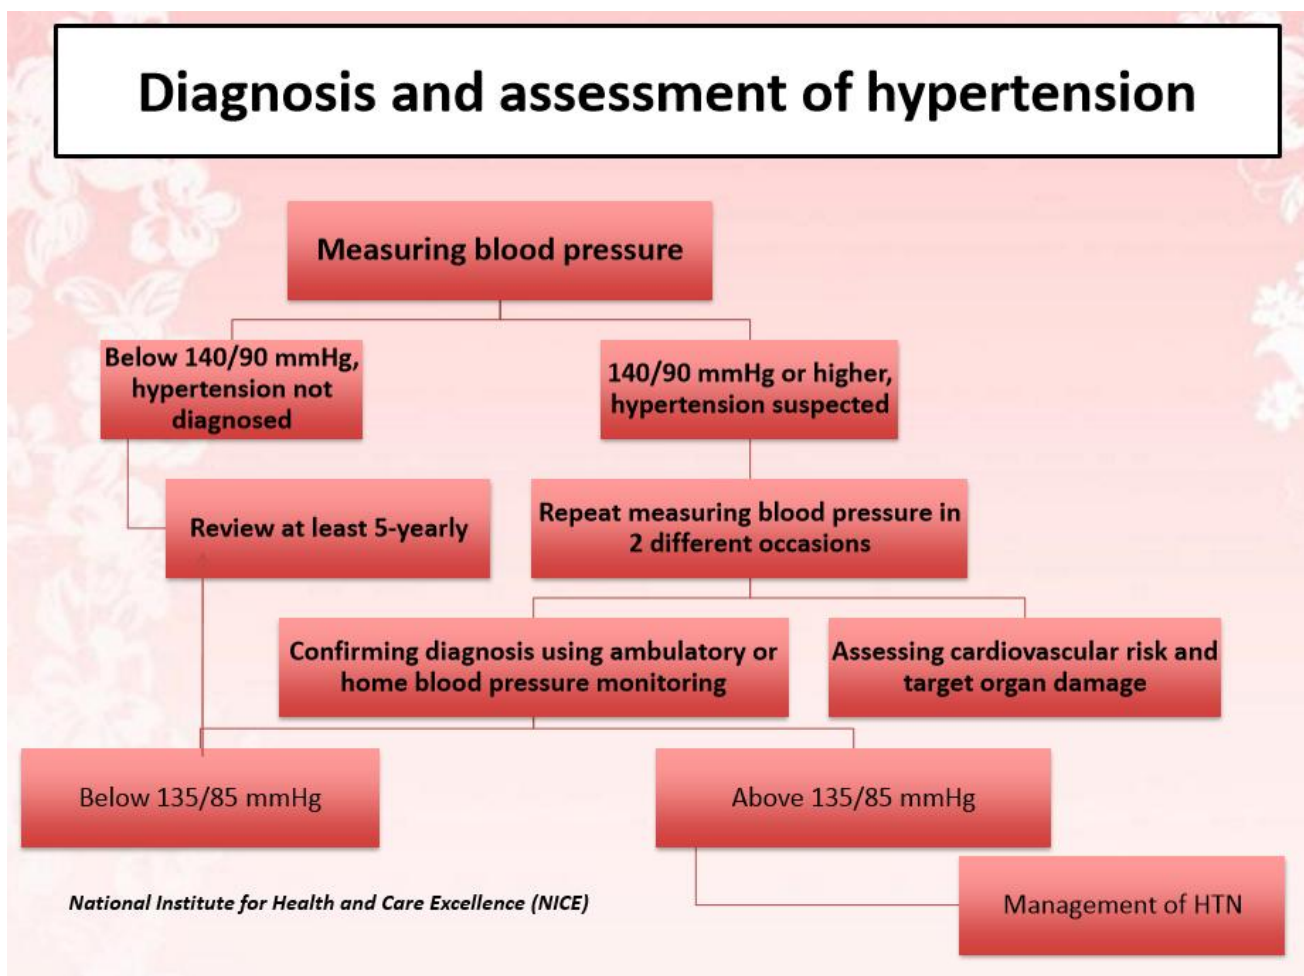 Diagnosis and assessment of hypertension
Measuring blood pressure
Below 140/90 mmHg,
hypertension not
diagnosed
140/90 mmHg or higher,
hypertension suspected
Review at least 5-yearly
Repeat measuring blood pressure in
2 different occasions
Confirming diagnosis using ambulatory or
home blood pressure monitoring
Assessing cardiovascular risk and
target organ damage
Below 135/85 mmHg
Above 135/85 mmHg
National Institute for Health and Care Excellence (NICE)
Management of HTN